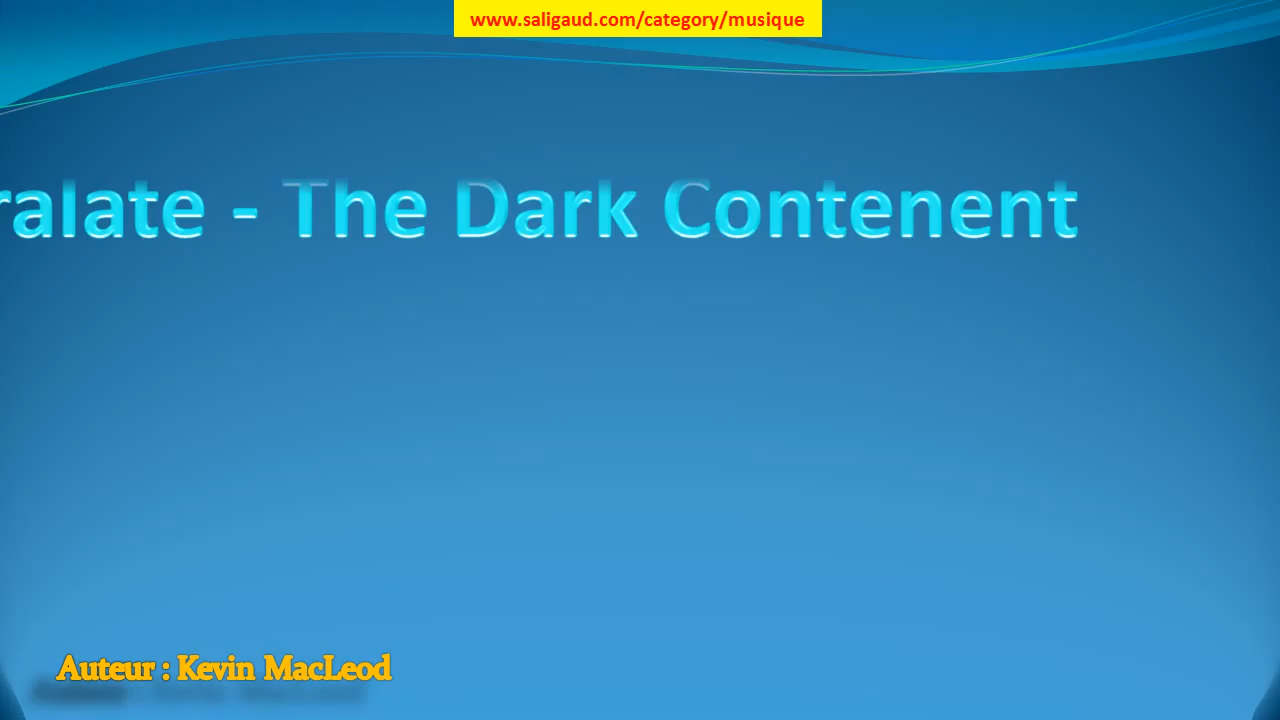 www.saligaud.com/category/musique
ralate - The Dark Contenent
Auteur : Kevin MacLeod